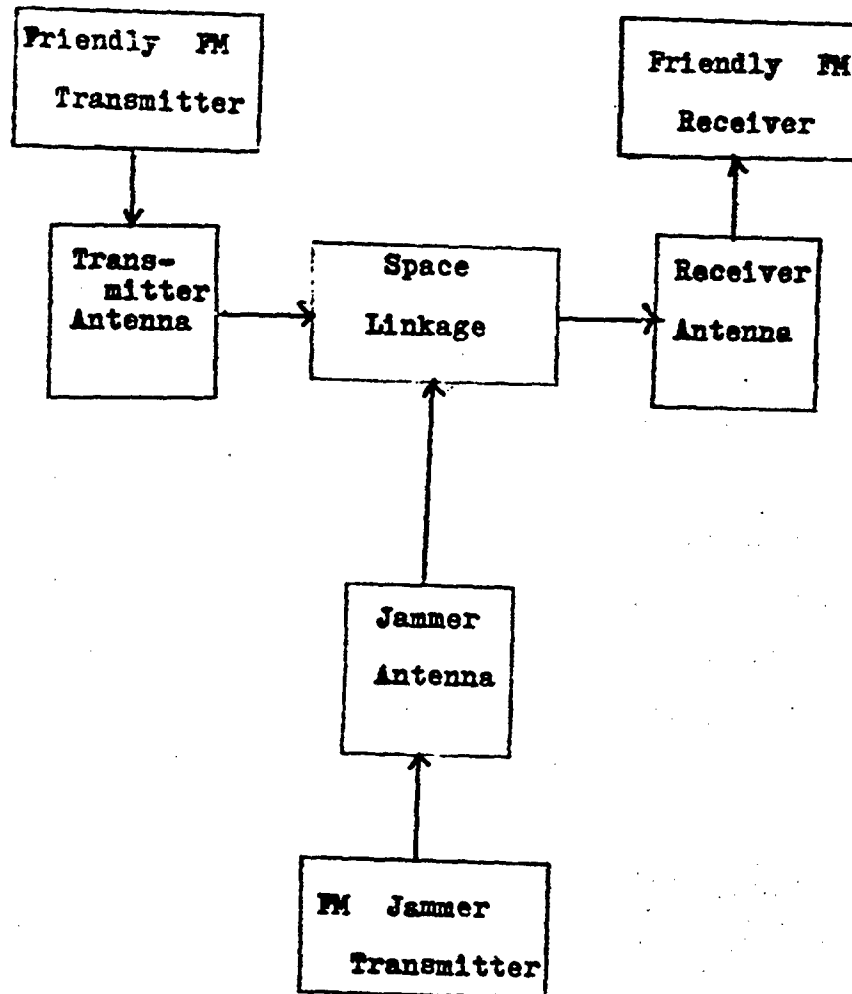 Friendly FM
Transmitter
Friendly FM
Receiver
Trans-
mitter
Antenna
Space
Linkage
Receiver
Antenna
Jammer
Antenna
FM Jammer
Transmitter